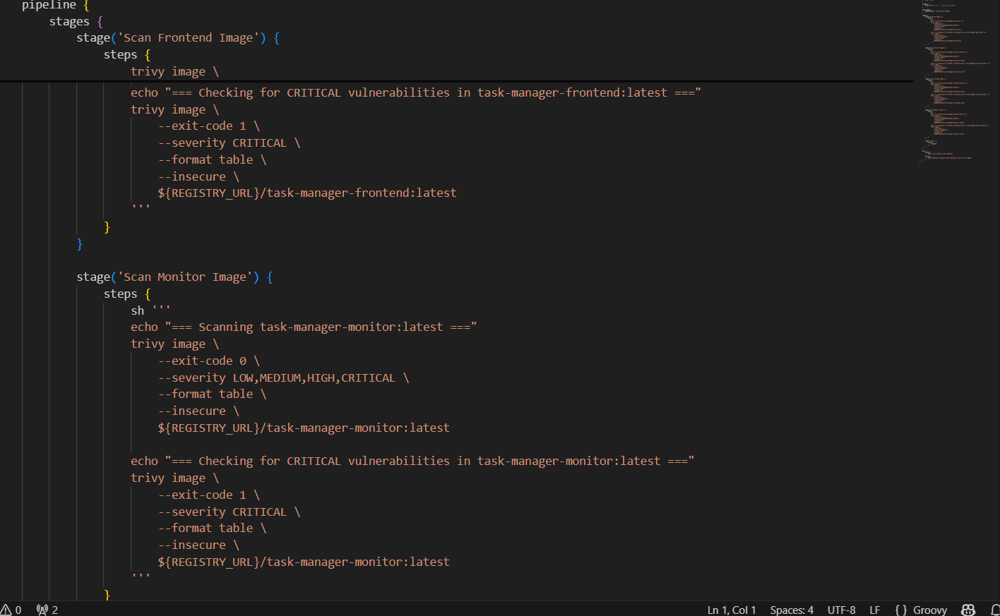 pipeline {
stages {
stage('Scan Frontend Image') {
steps {
trivy image \
echo "=== Checking for CRITICAL vulnerabilities in task-manager-frontend:latest ==="
trivy image \
--exit-code 1 \
--severity CRITICAL \
--format table \
--insecure \
${REGISTRY_URL}/task-manager-frontend:latest
'''
}
}
stage('Scan Monitor Image') {
steps {
sh '''
echo "=== Scanning task-manager-monitor:latest ==="
trivy image \
--exit-code 0 \
--severity LOW,MEDIUM,HIGH,CRITICAL \
--format table \
--insecure \
${REGISTRY_URL}/task-manager-monitor:latest
echo "=== Checking for CRITICAL vulnerabilities in task-manager-monitor:latest ==="
trivy image \
--exit-code 1 \
--severity CRITICAL \
--format table \
--insecure \
${REGISTRY_URL}/task-manager-monitor:latest
'''
}
0 2 Ln 1, Col 1 Spaces: 4 UTF-8 LF { } Groovy